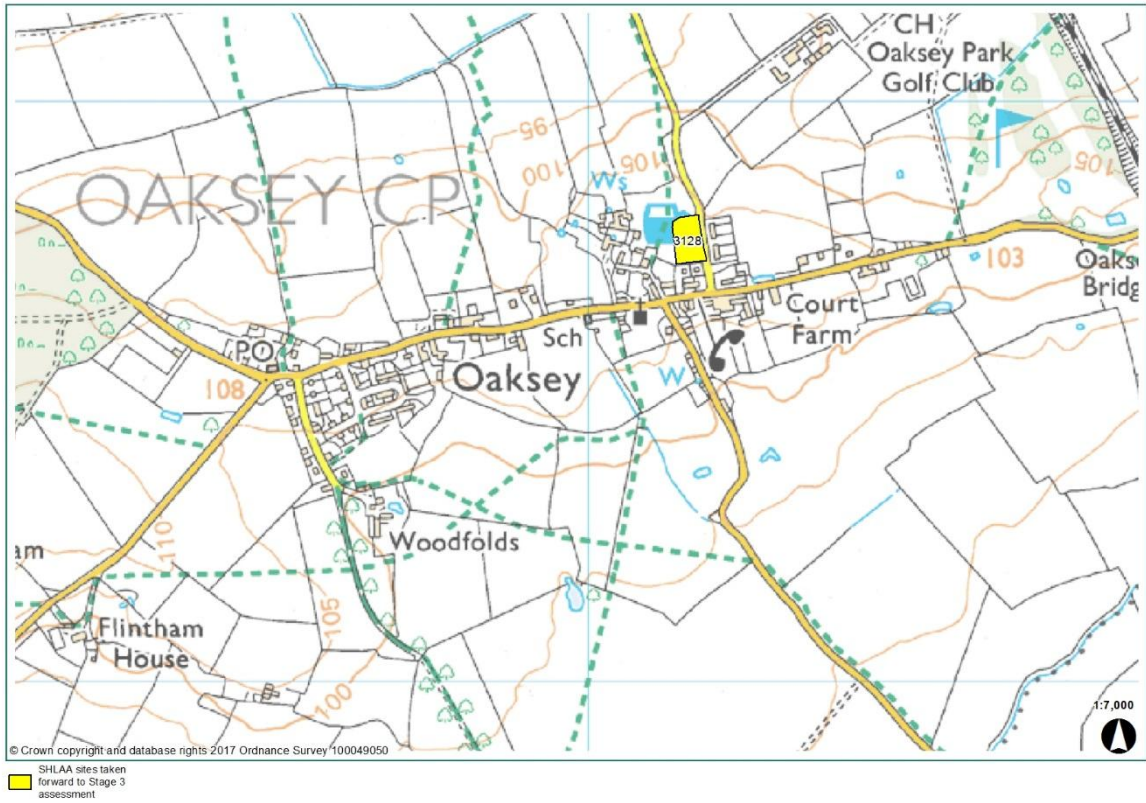 CH
Oaksey Park
Golf Club
95
100
105
105
105
OAKSEY CP
Ws
3128
103
Oaks
Bridg
Court
Farm
Sch
PO
Oaksey
108
W
110
Woodfolds
am
Flintham
House
105
100
1:7,000
© Crown copyright and database rights 2017 Ordnance Survey 100049050
SHLAA sites taken
forward to Stage 3
assessment